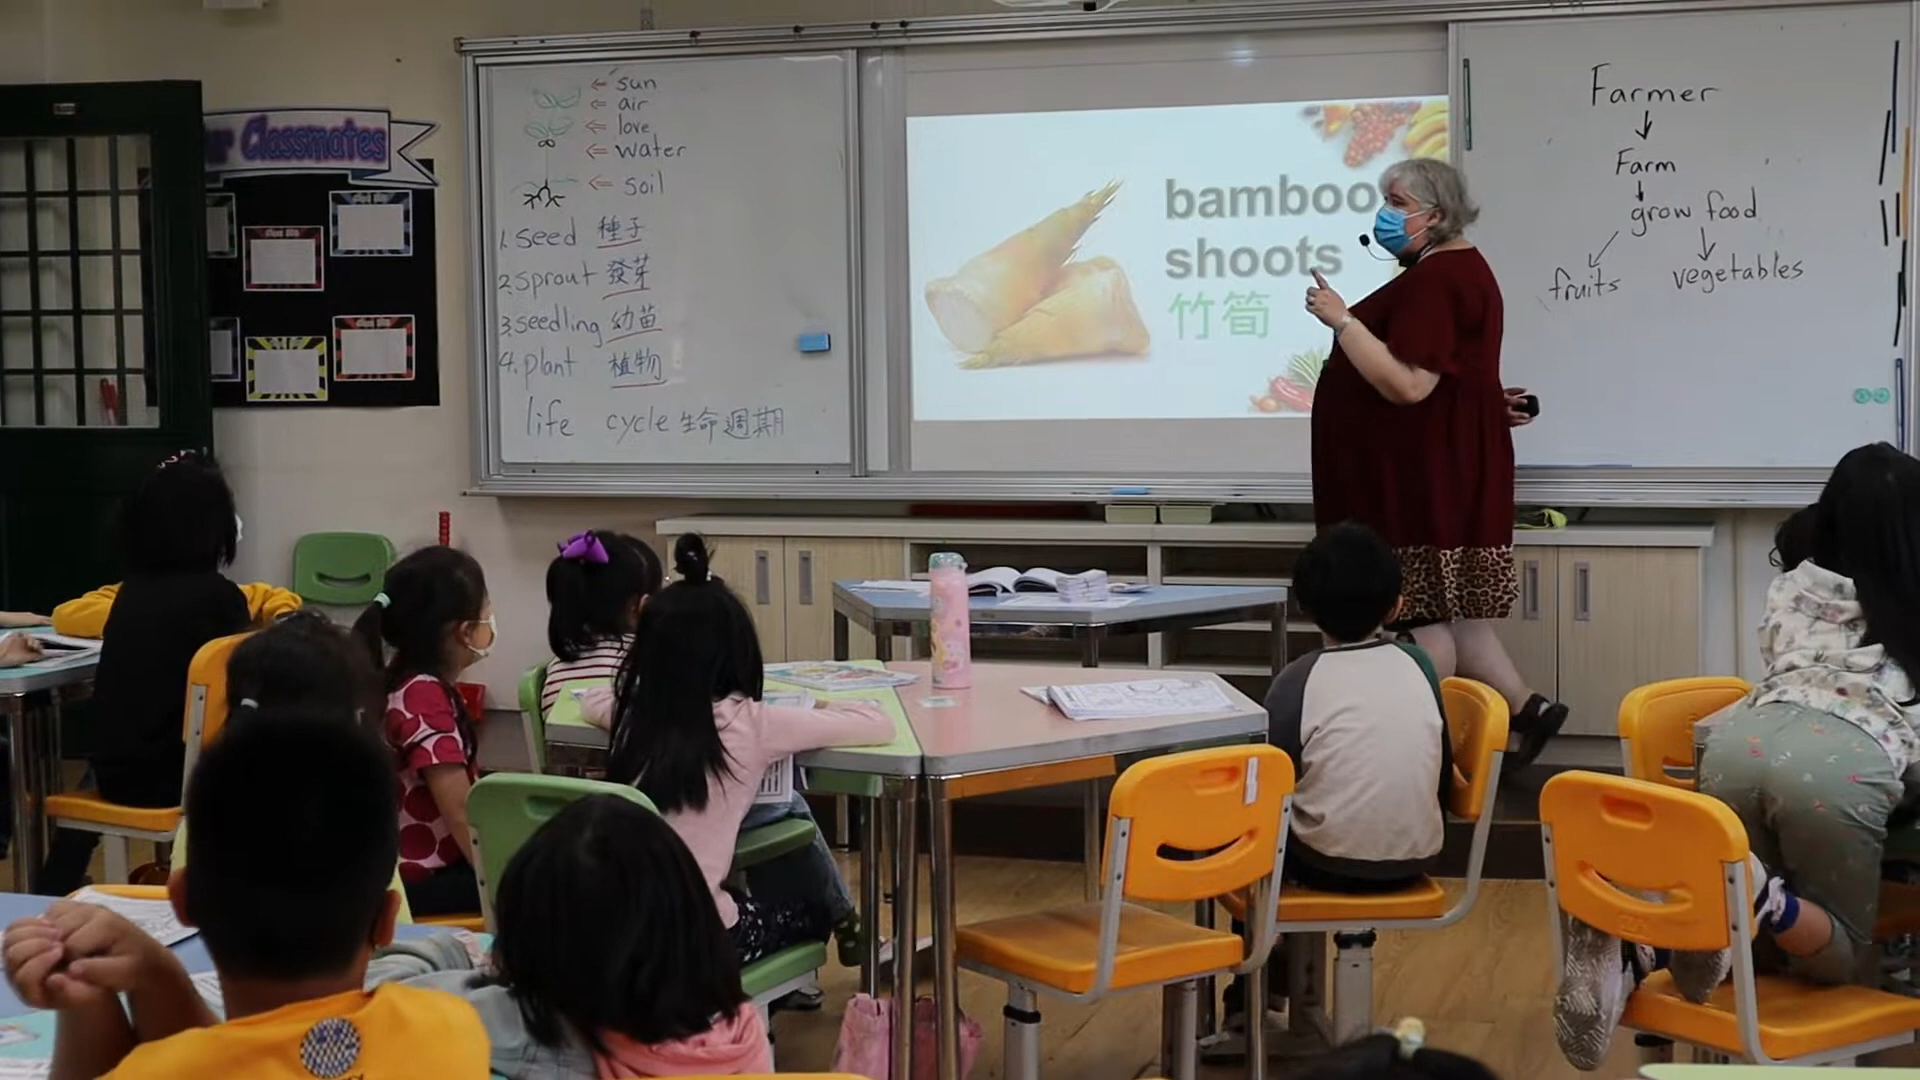 Classmates
sun
air
love
water
soil
1. seed 種子
2. sprout 發芽
3. seedling 幼苗
4. plant 植物
life cycle 生命週期
bamboo
shoots
竹筍
Farmer
Farm
grow food
fruits vegetables